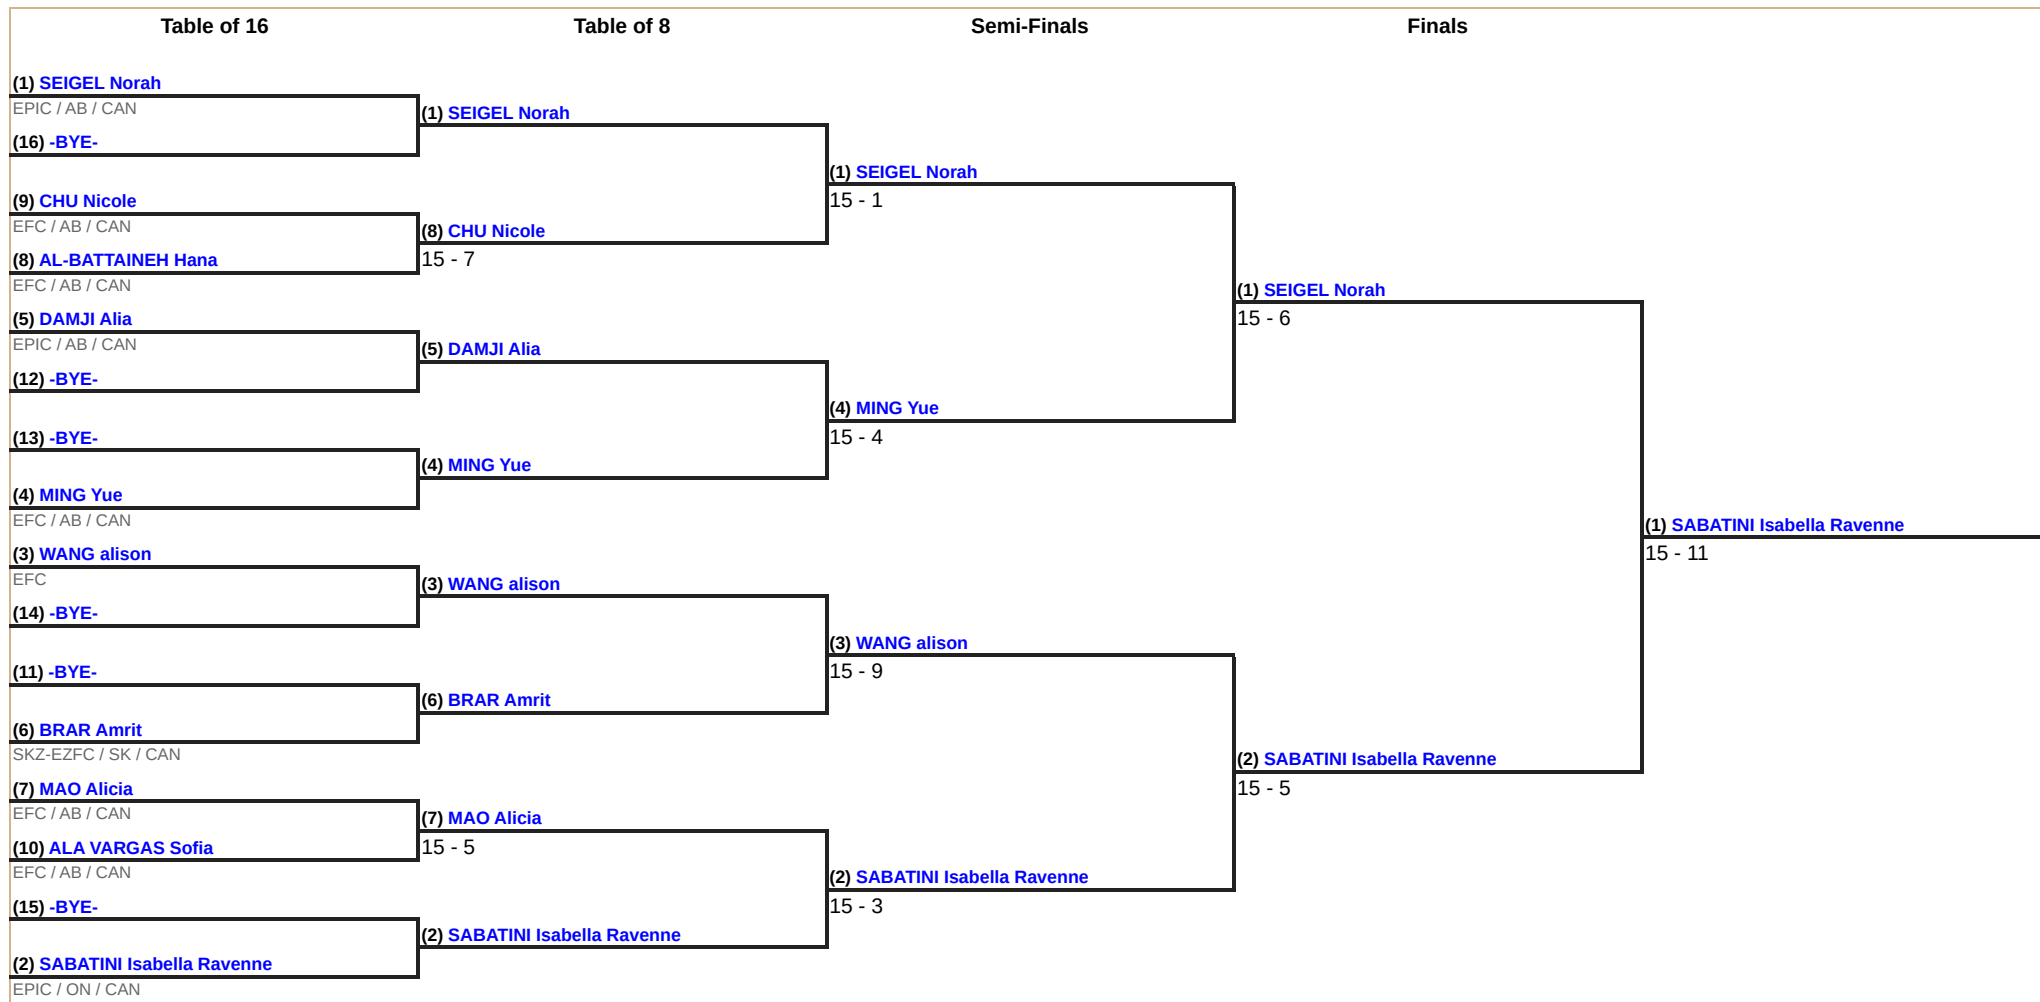 Table of 16
Table of 8
Semi-Finals
Finals
(1) SEIGEL Norah
EPIC / AB / CAN
(16) -BYE-
(9) CHU Nicole
EFC / AB / CAN
(8) AL-BATTAINEH Hana
EFC / AB / CAN
(5) DAMJI Alia
EPIC / AB / CAN
(12) -BYE-
(13) -BYE-
(4) MING Yue
EFC / AB / CAN
(3) WANG alison
EFC
(14) -BYE-
(11) -BYE-
(6) BRAR Amrit
SKZ-EZFC / SK / CAN
(7) MAO Alicia
EFC / AB / CAN
(10) ALA VARGAS Sofia
EFC / AB / CAN
(15) -BYE-
(2) SABATINI Isabella Ravenne
EPIC / ON / CAN
(1) SEIGEL Norah
(8) CHU Nicole
15 - 7
(5) DAMJI Alia
(4) MING Yue
(3) WANG alison
(6) BRAR Amrit
(7) MAO Alicia
15 - 5
(2) SABATINI Isabella Ravenne
(1) SEIGEL Norah
15 - 1
(4) MING Yue
15 - 4
(3) WANG alison
15 - 9
(2) SABATINI Isabella Ravenne
15 - 3
(1) SEIGEL Norah
15 - 6
(2) SABATINI Isabella Ravenne
15 - 5
(1) SABATINI Isabella Ravenne
15 - 11